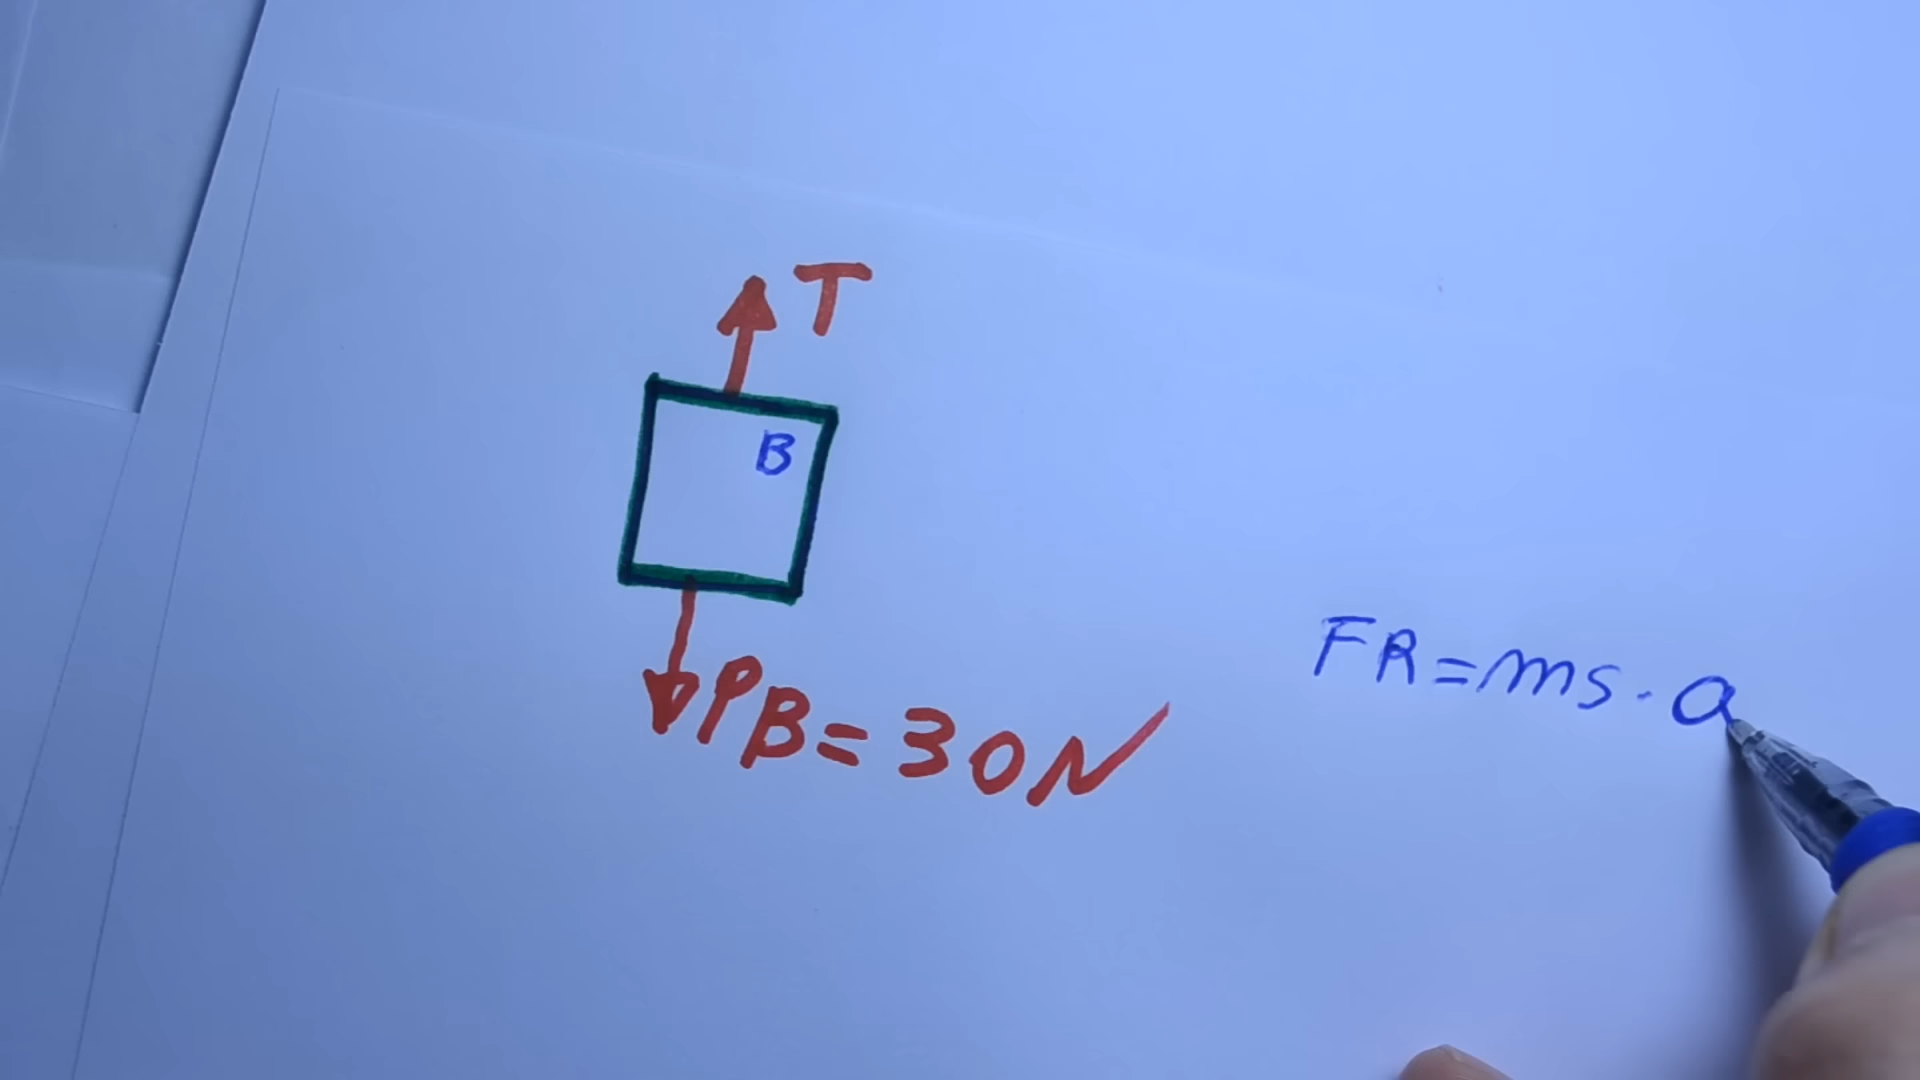 T
B
PB = 30N
FR = ms . a